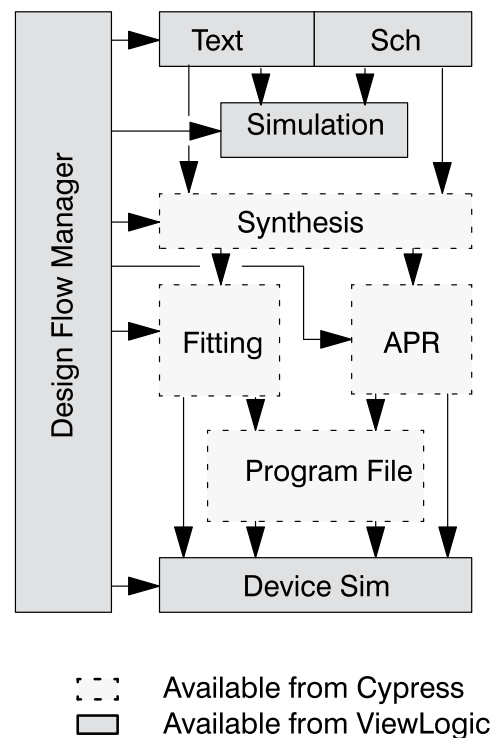 Design Flow Manager
Text
Sch
Simulation
Synthesis
Fitting
APR
Program File
Device Sim
Available from Cypress
Available from ViewLogic